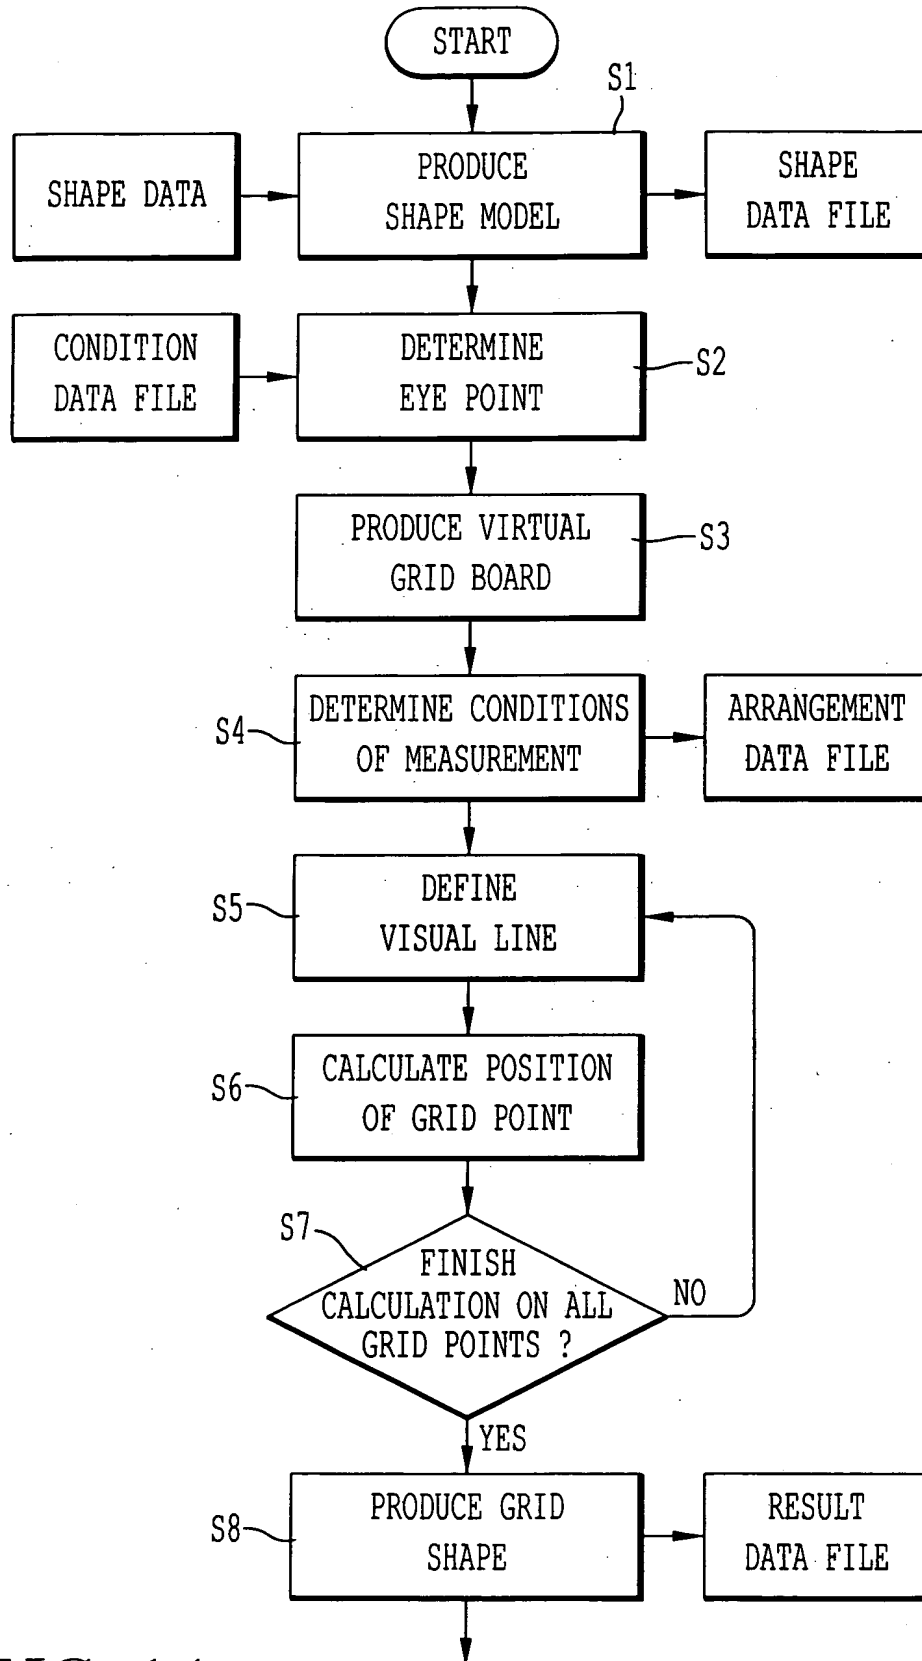 START
S1
SHAPE DATA
PRODUCE
SHAPE MODEL
SHAPE
DATA FILE
CONDITION
DATA FILE
DETERMINE
EYE POINT
S2
PRODUCE VIRTUAL
GRID BOARD
S3
S4
DETERMINE CONDITIONS
OF MEASUREMENT
ARRANGEMENT
DATA FILE
S5
DEFINE
VISUAL LINE
S6
CALCULATE POSITION
OF GRID POINT
S7
FINISH
CALCULATION ON ALL
GRID POINTS ?
NO
YES
S8
PRODUCE GRID
SHAPE
RESULT
DATA FILE